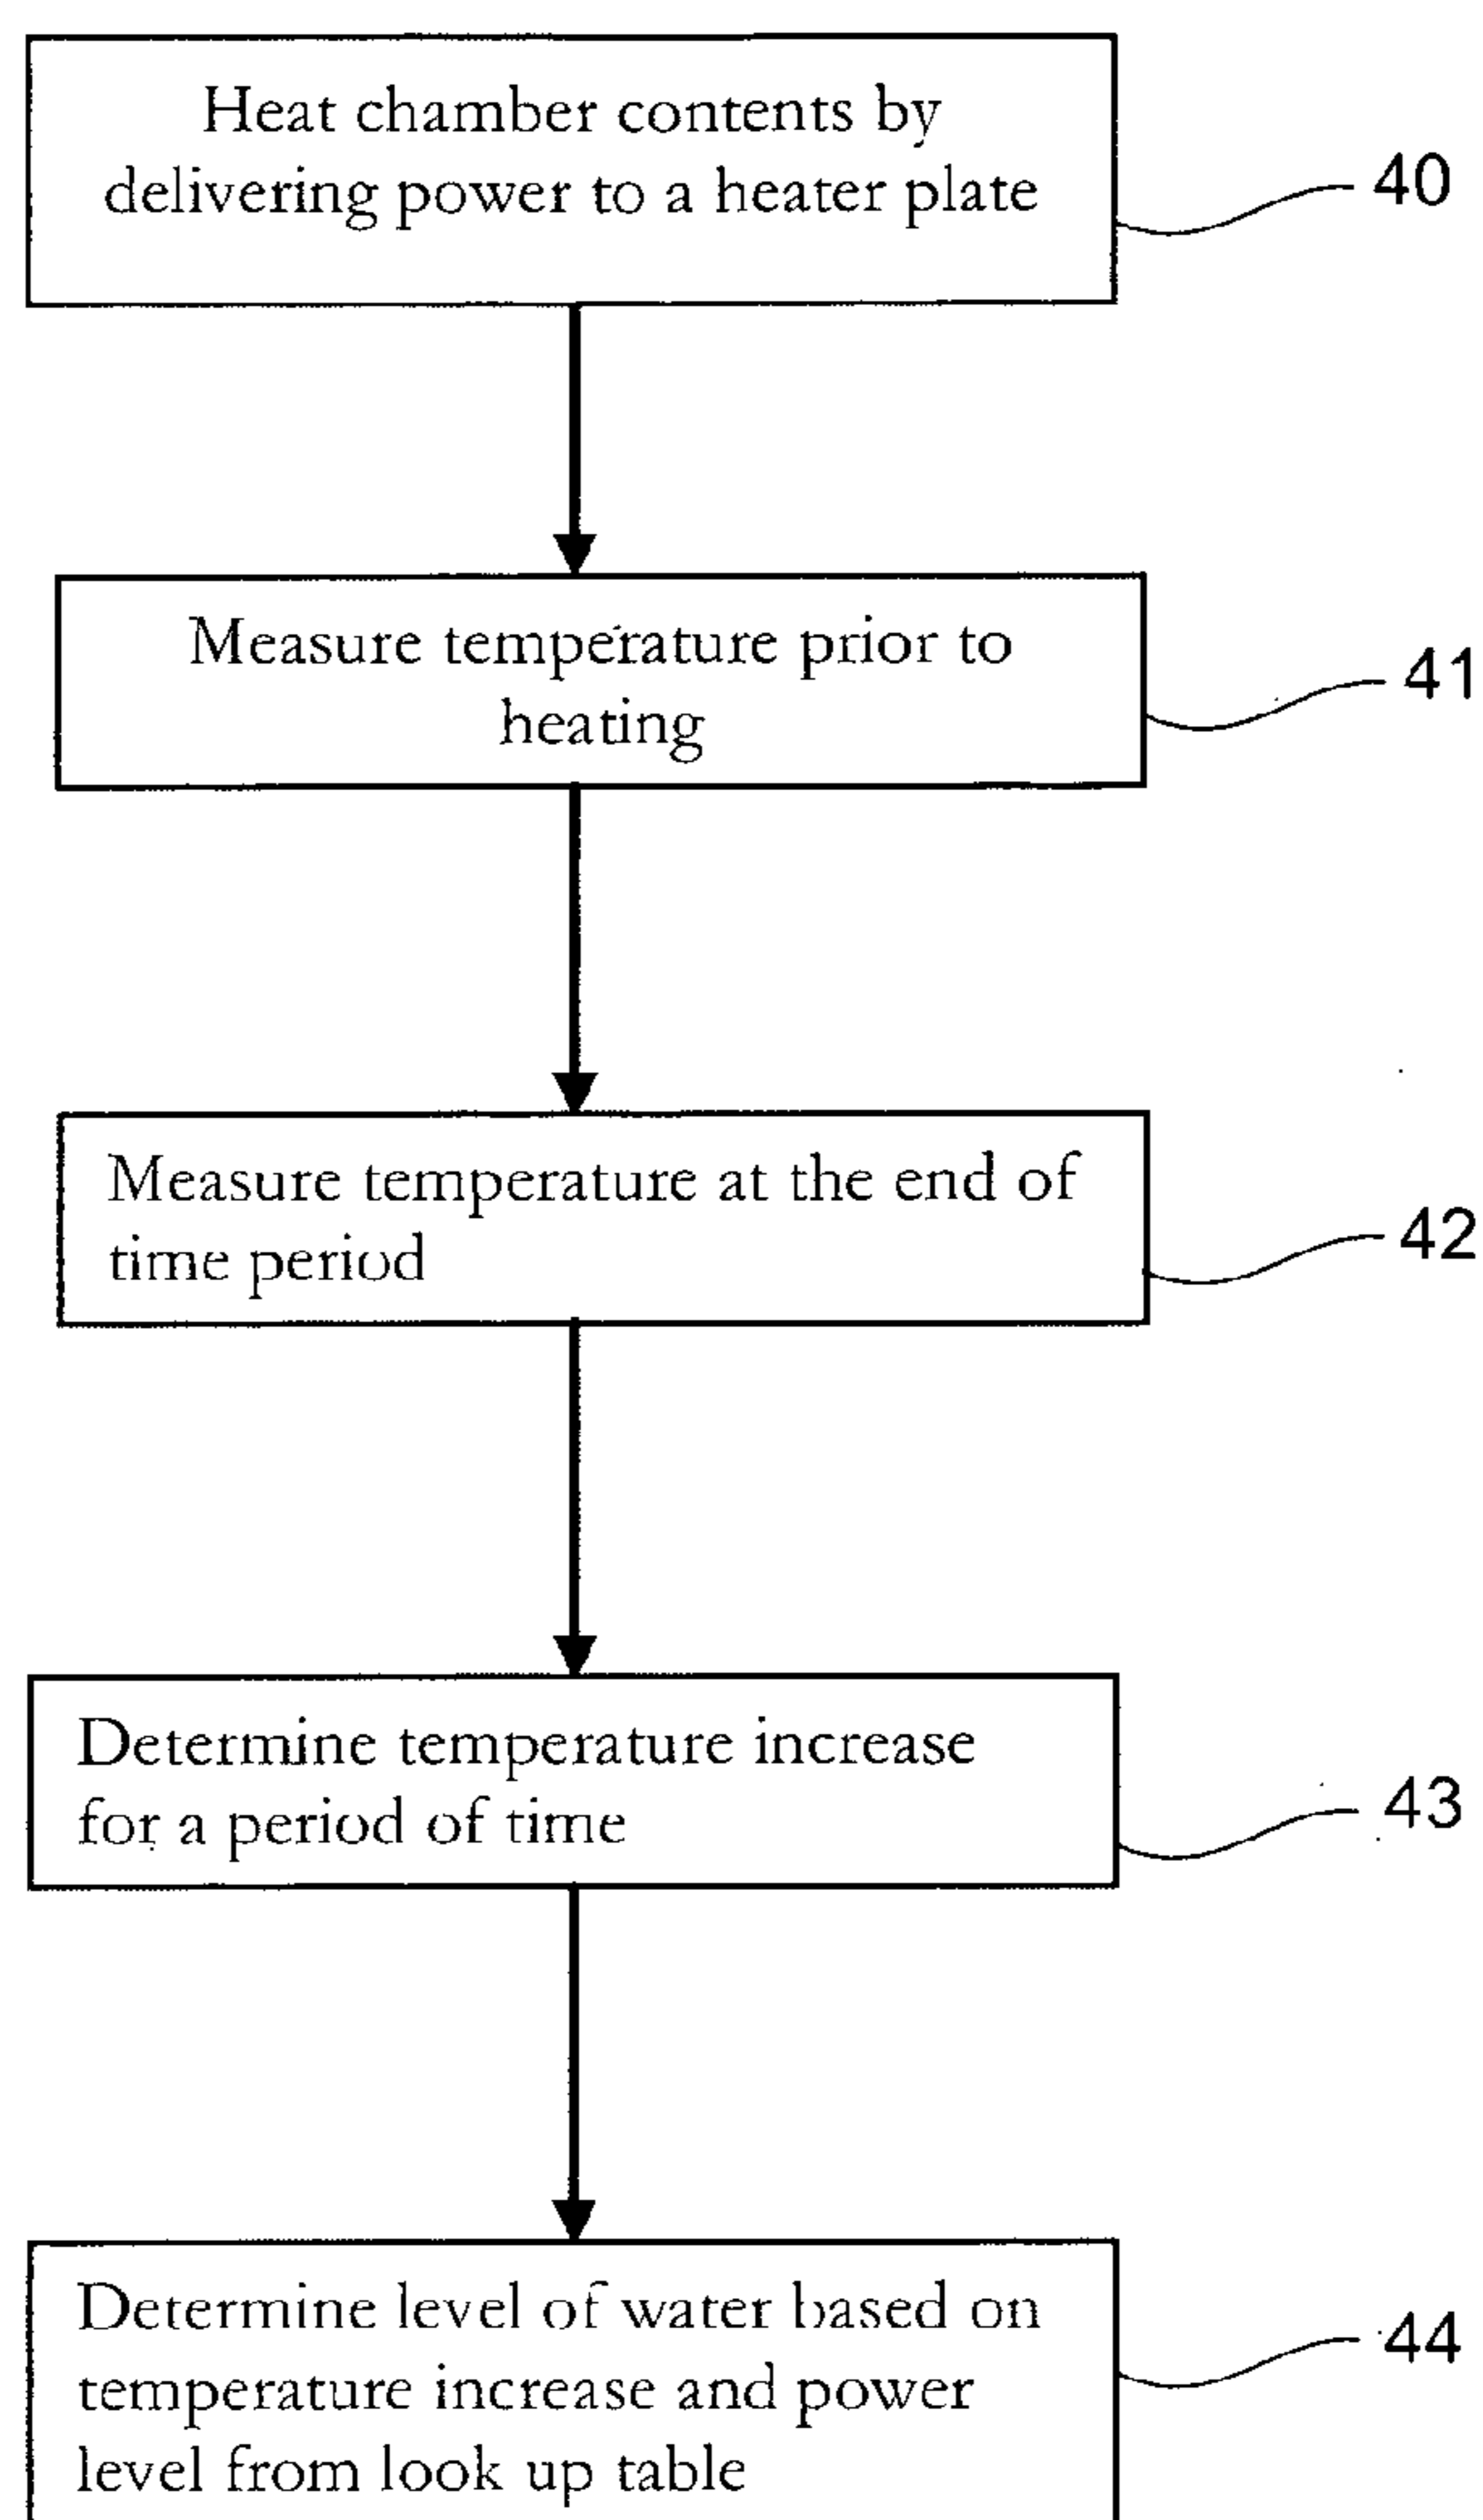 Heat chamber contents by
delivering power to a heater plate
40
Measure temperature prior to
heating
41
Measure temperature at the end of
time period
42
Determine temperature increase
for a period of time
43
Determine level of water based on
temperature increase and power
level from look up table
44